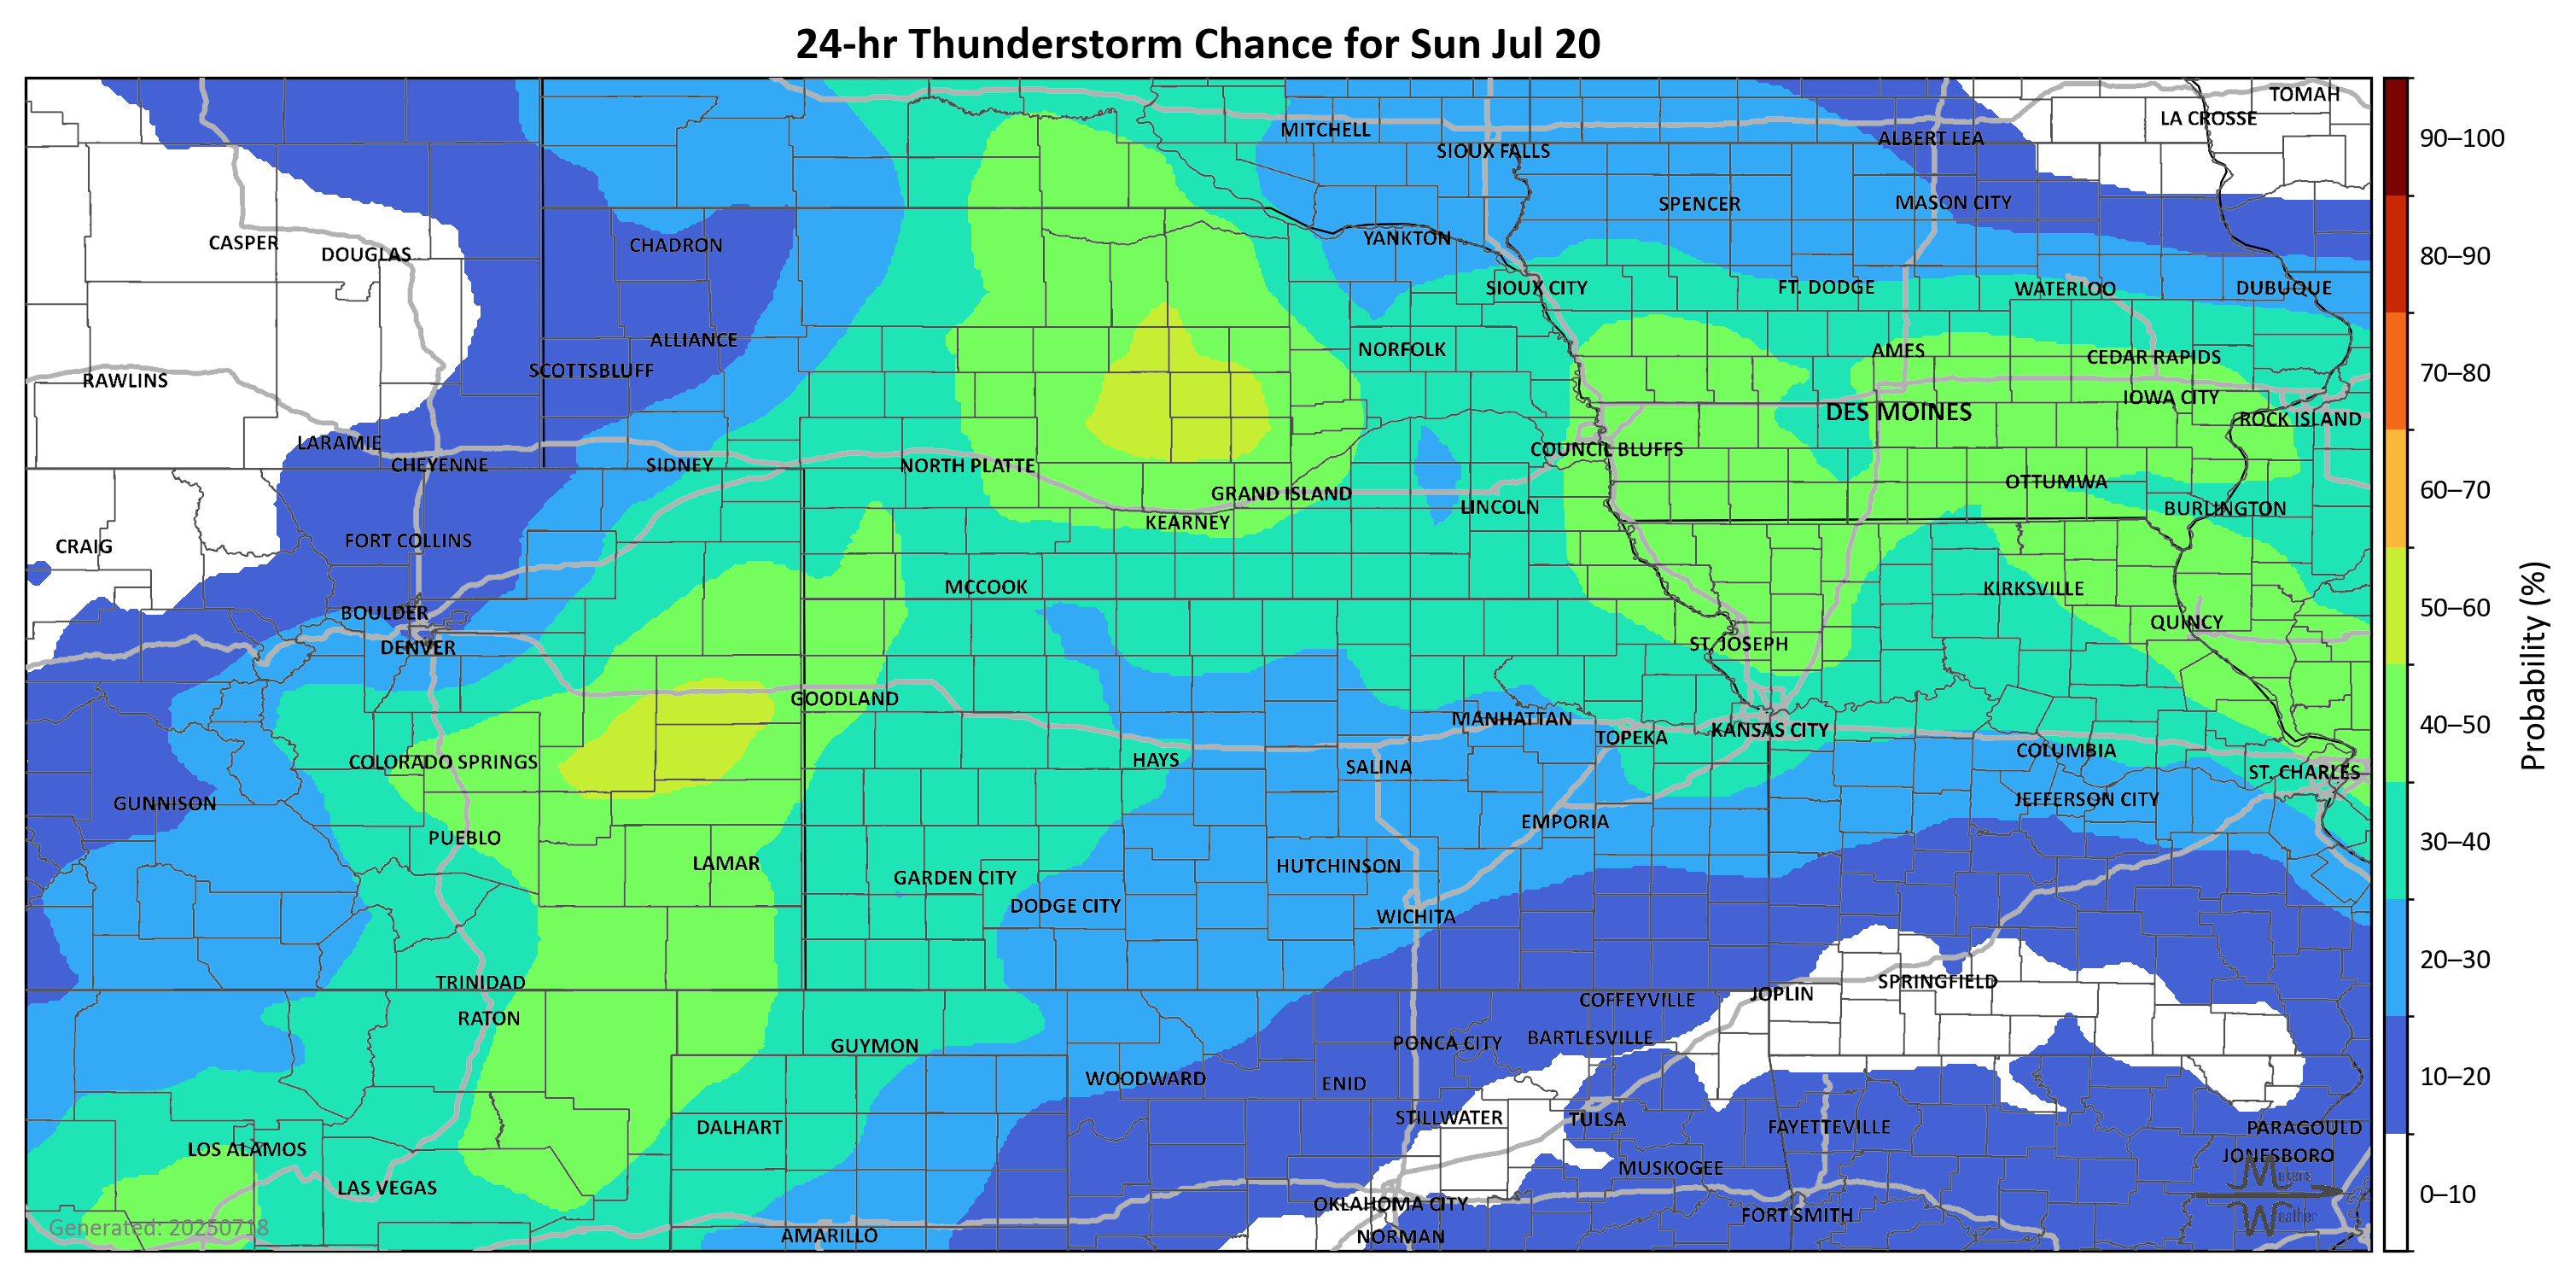 24-hr Thunderstorm Chance for Sun Jul 20
TOMAH
LA CROSSE
MITCHELL
ALBERT LEA
90–100
SIOUX FALLS
SPENCER
MASON CITY
YANKTON
CASPER
CHADRON
DOUGLAS
80–90
SIOUX CITY
FT. DODGE
WATERLOO
DUBUQUE
ALLIANCE
NORFOLK
AMES
CEDAR RAPIDS
SCOTTSBLUFF
70–80
RAWLINS
IOWA CITY
DES MOINES
ROCK ISLAND
LARAMIE
COUNCIL BLUFFS
CHEYENNE
SIDNEY
NORTH PLATTE
OTTUMWA
60–70
GRAND ISLAND
LINCOLN
BURLINGTON
KEARNEY
FORT COLLINS
CRAIG
MCCOOK
KIRKSVILLE
50–60
BOULDER
QUINCY
DENVER
ST. JOSEPH
Probability (%)
GOODLAND
MANHATTAN
40–50
KANSAS CITY
TOPEKA
COLUMBIA
COLORADO SPRINGS
HAYS
SALINA
ST. CHARLES
GUNNISON
JEFFERSON CITY
EMPORIA
PUEBLO
30–40
LAMAR
HUTCHINSON
GARDEN CITY
DODGE CITY
WICHITA
20–30
TRINIDAD
SPRINGFIELD
JOPLIN
COFFEYVILLE
RATON
BARTLESVILLE
PONCA CITY
GUYMON
WOODWARD
ENID
10–20
STILLWATER
TULSA
DALHART
FAYETTEVILLE
PARAGOULD
LOS ALAMOS
JONESBORO
MUSKOGEE
Makens
LAS VEGAS
0–10
OKLAHOMA CITY
FORT SMITH
Weather
Generated: 20250718
AMARILLO
NORMAN